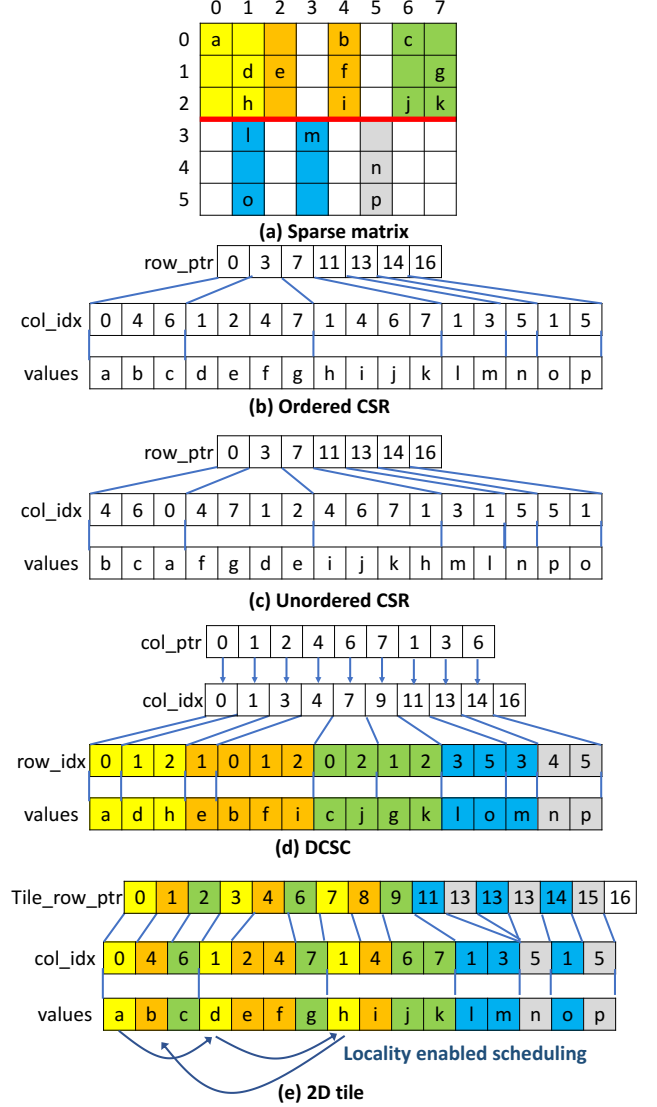 0 1 2 3 4 5 6 7
0 a b c
1 d e f g
2 h i j k
3 l m
4 n
5 o p
(a) Sparse matrix
row_ptr 0 3 7 11 13 14 16
col_idx 0 4 6 1 2 4 7 1 4 6 7 1 3 5 1 5
values a b c d e f g h i j k l m n o p
(b) Ordered CSR
row_ptr 0 3 7 11 13 14 16
col_idx 4 6 0 4 7 1 2 4 6 7 1 3 1 5 5 1
values b c a f g d e i j k h m l n p o
(c) Unordered CSR
col_ptr 0 1 2 4 6 7 1 3 6
col_idx 0 1 3 4 7 9 11 13 14 16
row_idx 0 1 2 1 0 1 2 0 2 1 2 3 5 3 4 5
values a d h e b f i c j g k l o m n p
(d) DCSC
Tile_row_ptr 0 1 2 3 4 6 7 8 9 11 13 13 13 14 15 16
col_idx 0 4 6 1 2 4 7 1 4 6 7 1 3 5 1 5
values a b c d e f g h i j k l m n o p
Locality enabled scheduling
(e) 2D tile